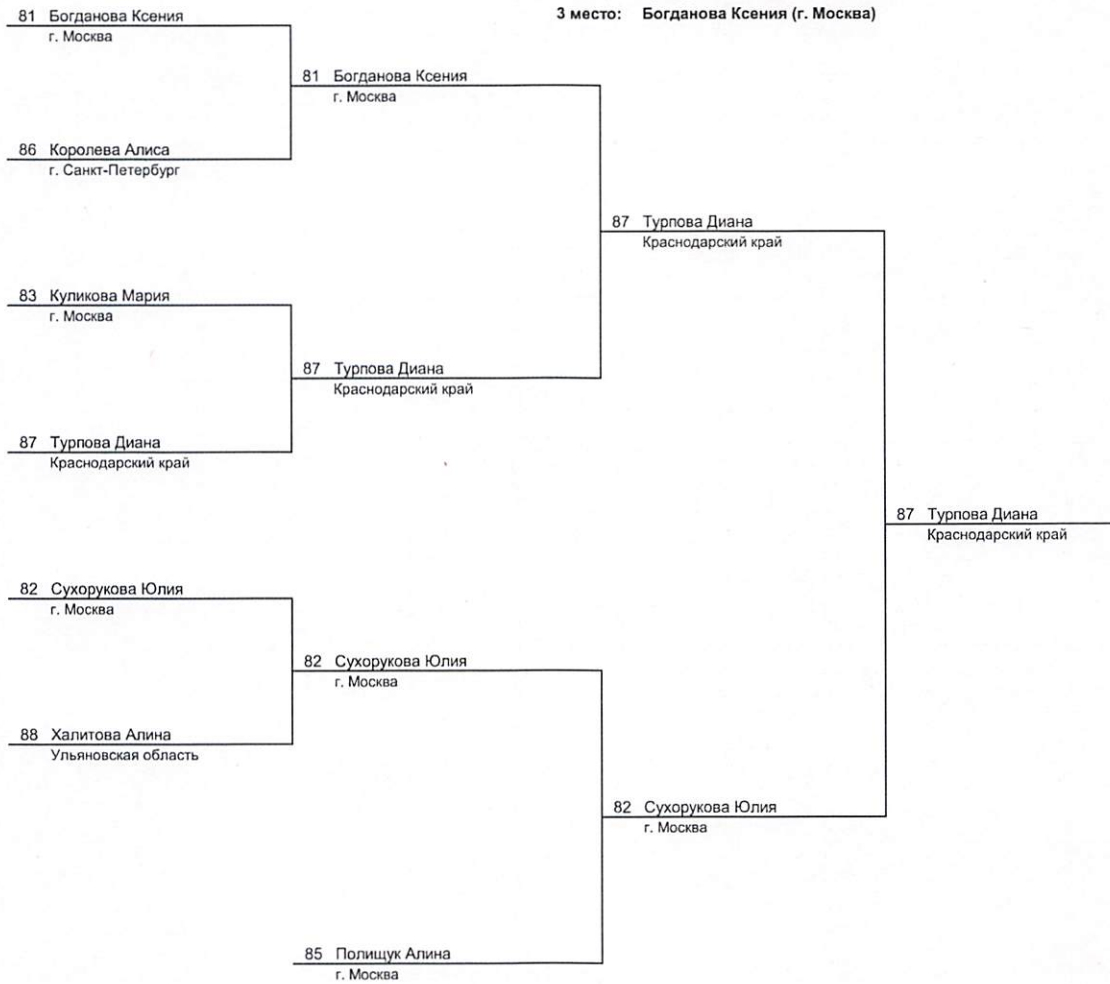 81 Богданова Ксения
г. Москва
3 место: Богданова Ксения (г. Москва)
81 Богданова Ксения
г. Москва
86 Королева Алиса
г. Санкт-Петербург
87 Турпова Диана
Краснодарский край
83 Куликова Мария
г. Москва
87 Турпова Диана
Краснодарский край
87 Турпова Диана
Краснодарский край
87 Турпова Диана
Краснодарский край
82 Сухорукова Юлия
г. Москва
82 Сухорукова Юлия
г. Москва
88 Халитова Алина
Ульяновская область
82 Сухорукова Юлия
г. Москва
85 Полищук Алина
г. Москва